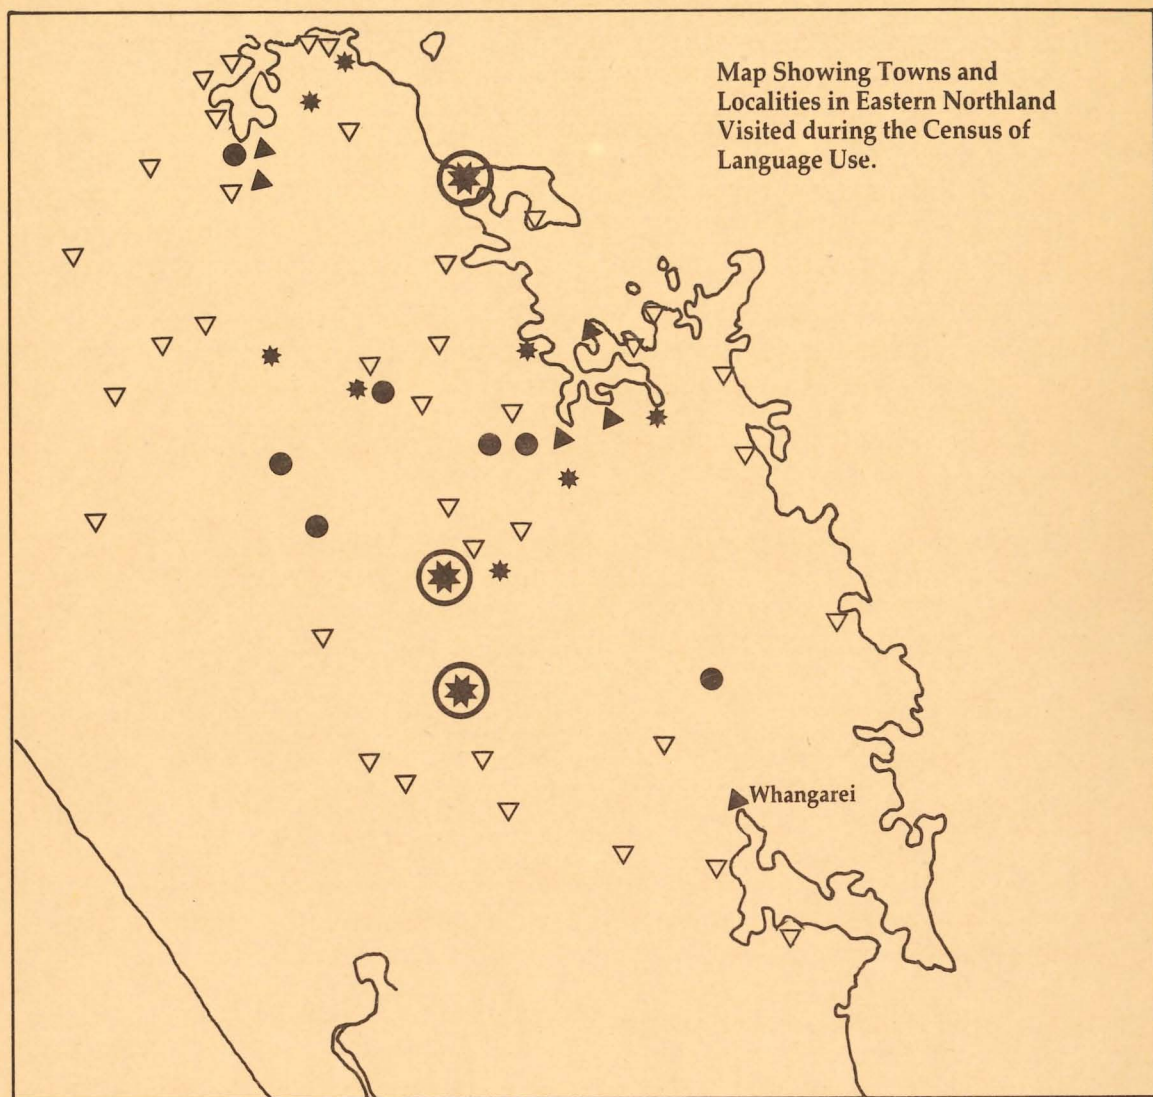 Map Showing Towns and
Localities in Eastern Northland
Visited during the Census of
Language Use.
Whangarei